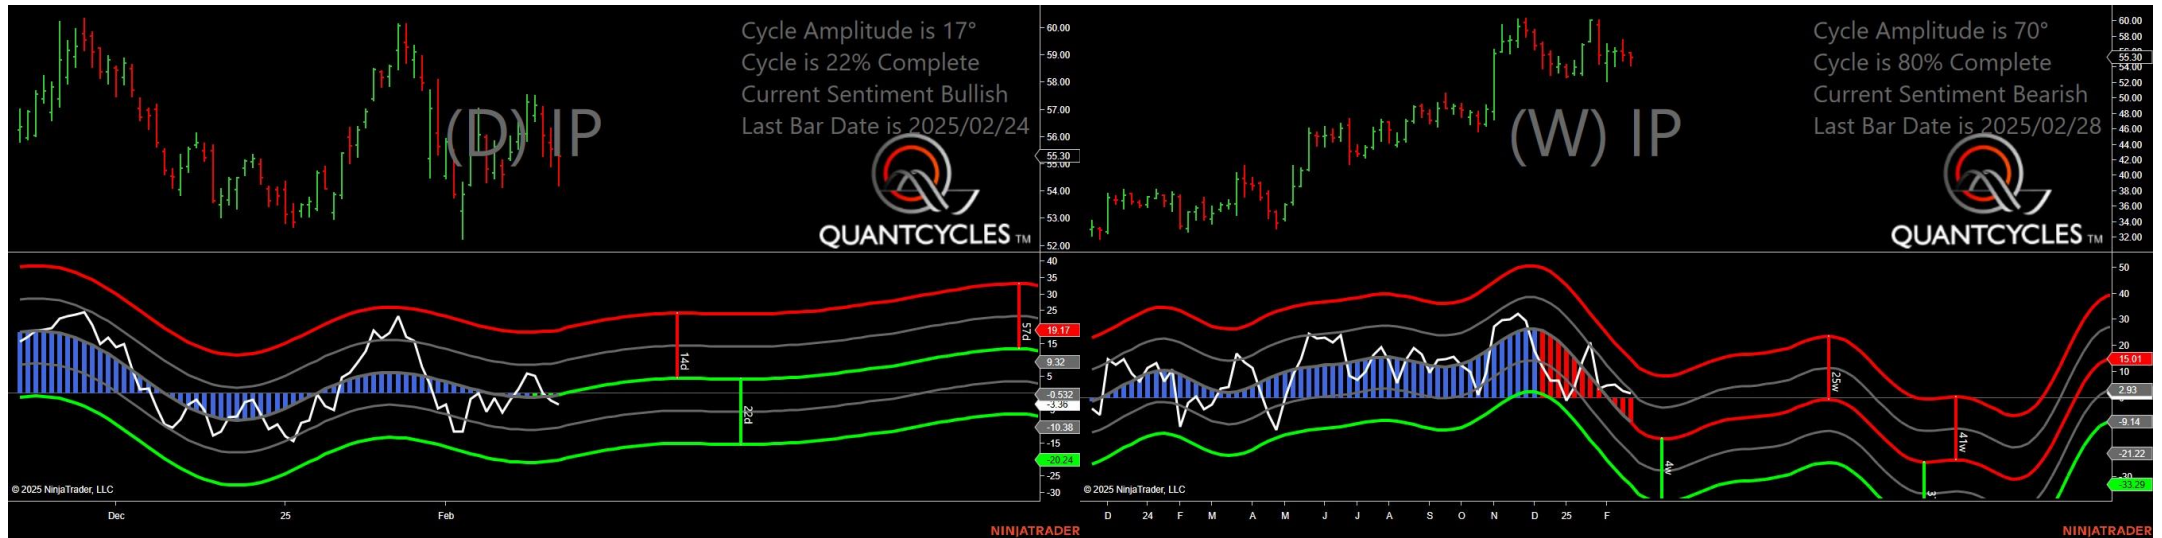 Cycle Amplitude is 17°
Cycle is 22% Complete
Current Sentiment Bullish
Last Bar Date is 2025/02/24
(D) IP
QUANTCYCLES TM
60.00
59.00
58.00
57.00
56.00
55.30
55.00
54.00
53.00
52.00
40
35
30
25
19.17
15
9.32
5
-0.532
-3.36
-10.38
-15
-20.24
-25
-30
14d
22d
57d
© 2025 NinjaTrader, LLC
Dec
25
Feb
NINJATRADER
Cycle Amplitude is 70°
Cycle is 80% Complete
Current Sentiment Bearish
Last Bar Date is 2025/02/28
(W) IP
QUANTCYCLES TM
60.00
58.00
55.30
54.00
52.00
50.00
48.00
46.00
44.00
42.00
40.00
38.00
36.00
34.00
32.00
50
40
30
20
15.01
10
2.93
-9.14
-21.22
-33.29
4w
25w
41w
© 2025 NinjaTrader, LLC
D
24
F
M
A
M
J
J
A
S
O
N
D
25
F
NINJATRADER